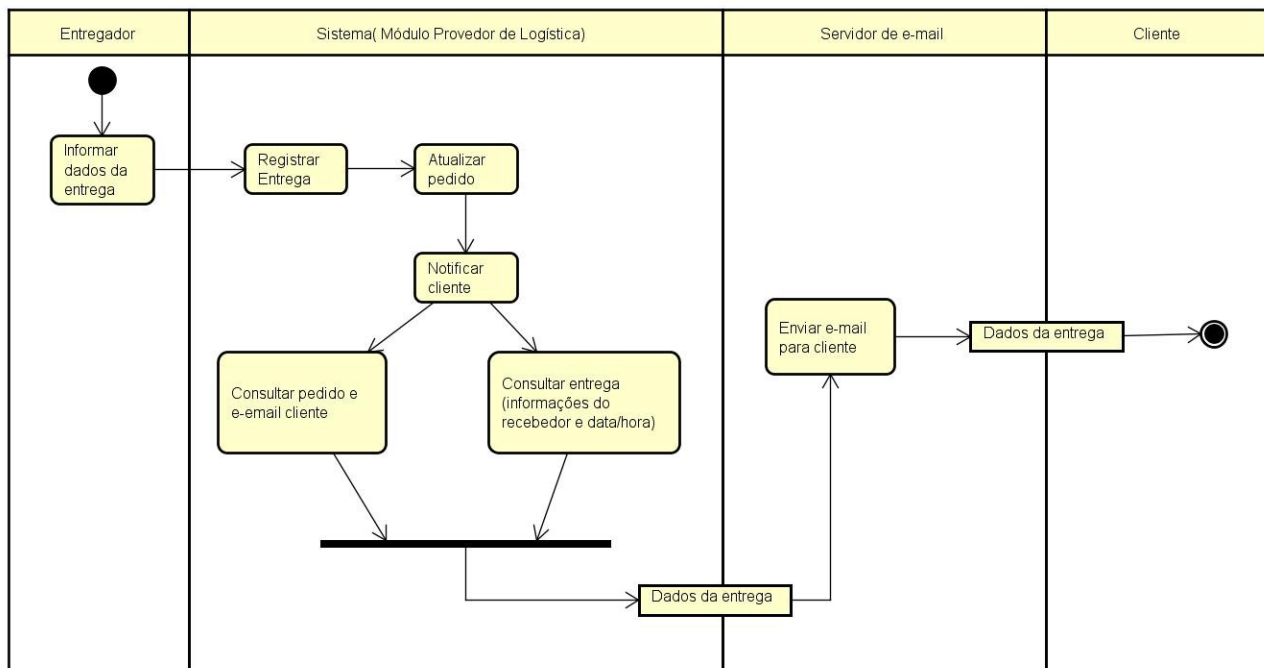 Entregador
Sistema( Módulo Provedor de Logística)
Servidor de e-mail
Cliente
Informar
dados da
entrega
Registrar
Entrega
Atualizar
pedido
Notificar
cliente
Consultar pedido e
e-email cliente
Consultar entrega
(informações do
recebedor e data/hora)
Dados da entrega
Enviar e-mail
para cliente
Dados da entrega